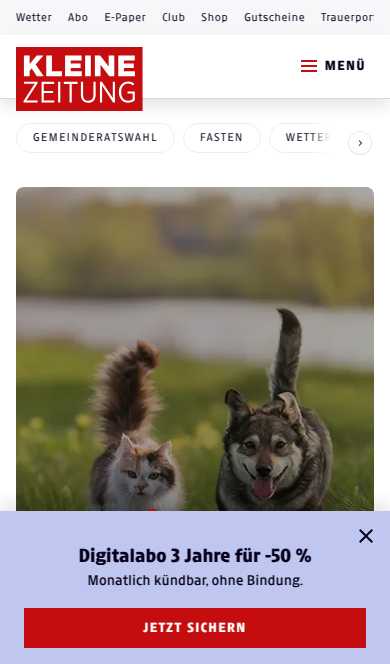 Wetter Abo E-Paper Club Shop Gutscheine
KLEINE
ZEITUNG
MENÜ
GEMEINDERATSWAHL FASTEN WETTER
Digitalabo 3 Jahre für -50 %
Monatlich kündbar, ohne Bindung.
JETZT SICHERN